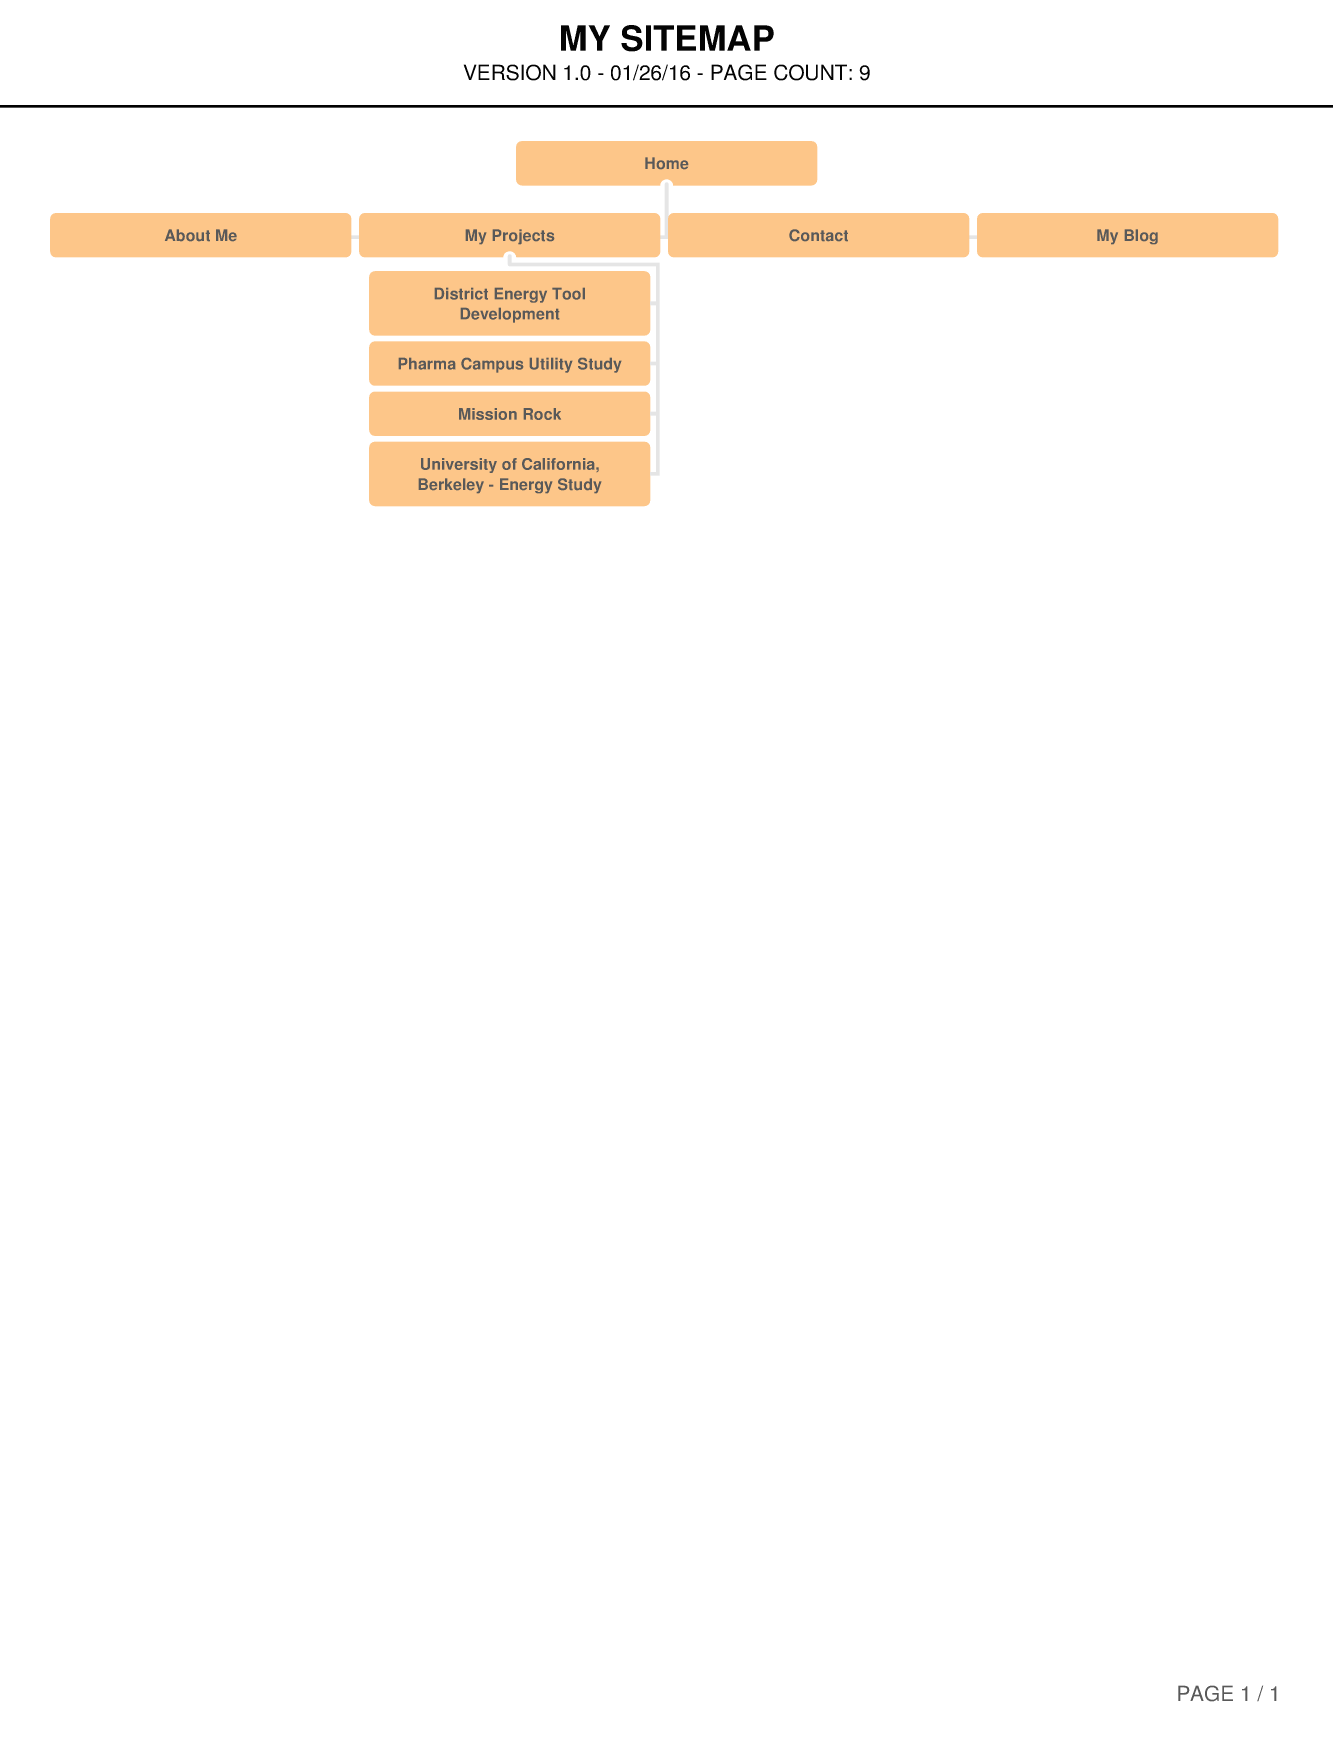 MY SITEMAP
VERSION 1.0 - 01/26/16 - PAGE COUNT: 9
Home
About Me
My Projects
Contact
My Blog
District Energy Tool
Development
Pharma Campus Utility Study
Mission Rock
University of California,
Berkeley - Energy Study
PAGE 1 / 1